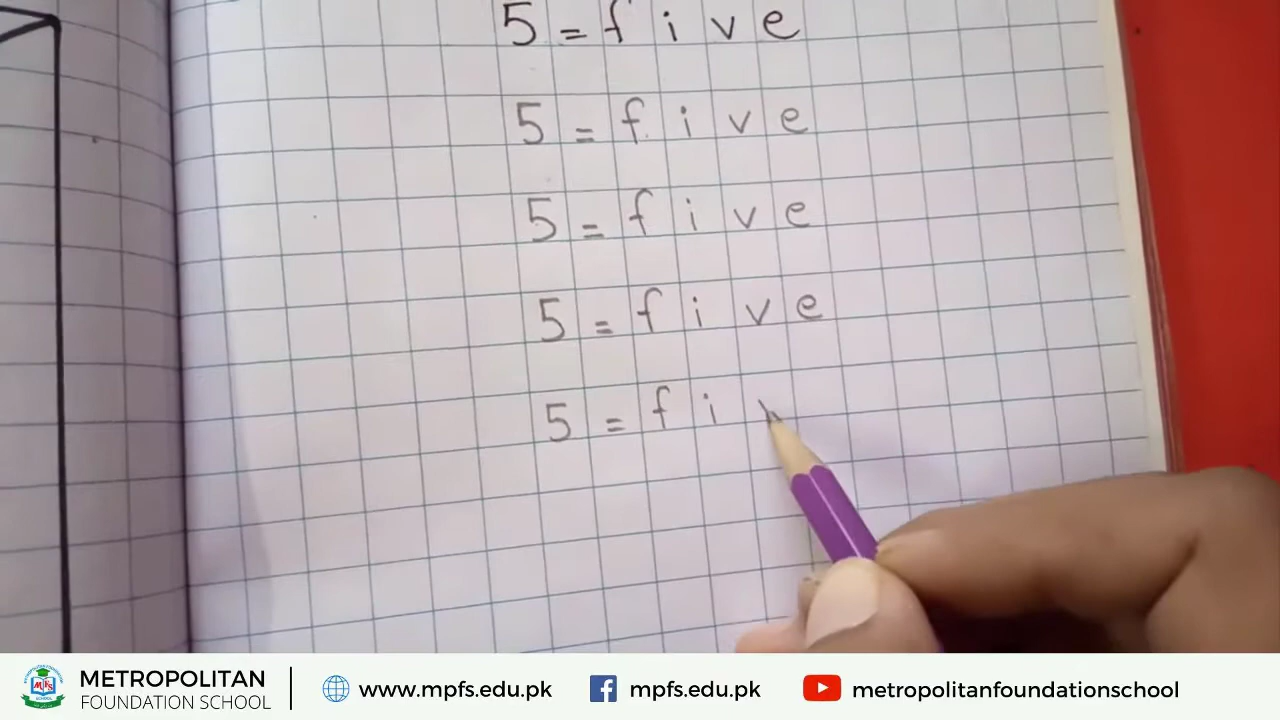 5 = five
5 = five
5 = five
5 = five
5 = fiv
METROPOLITAN
FOUNDATION SCHOOL
www.mpfs.edu.pk
mpfs.edu.pk
metropolitanfoundationschool